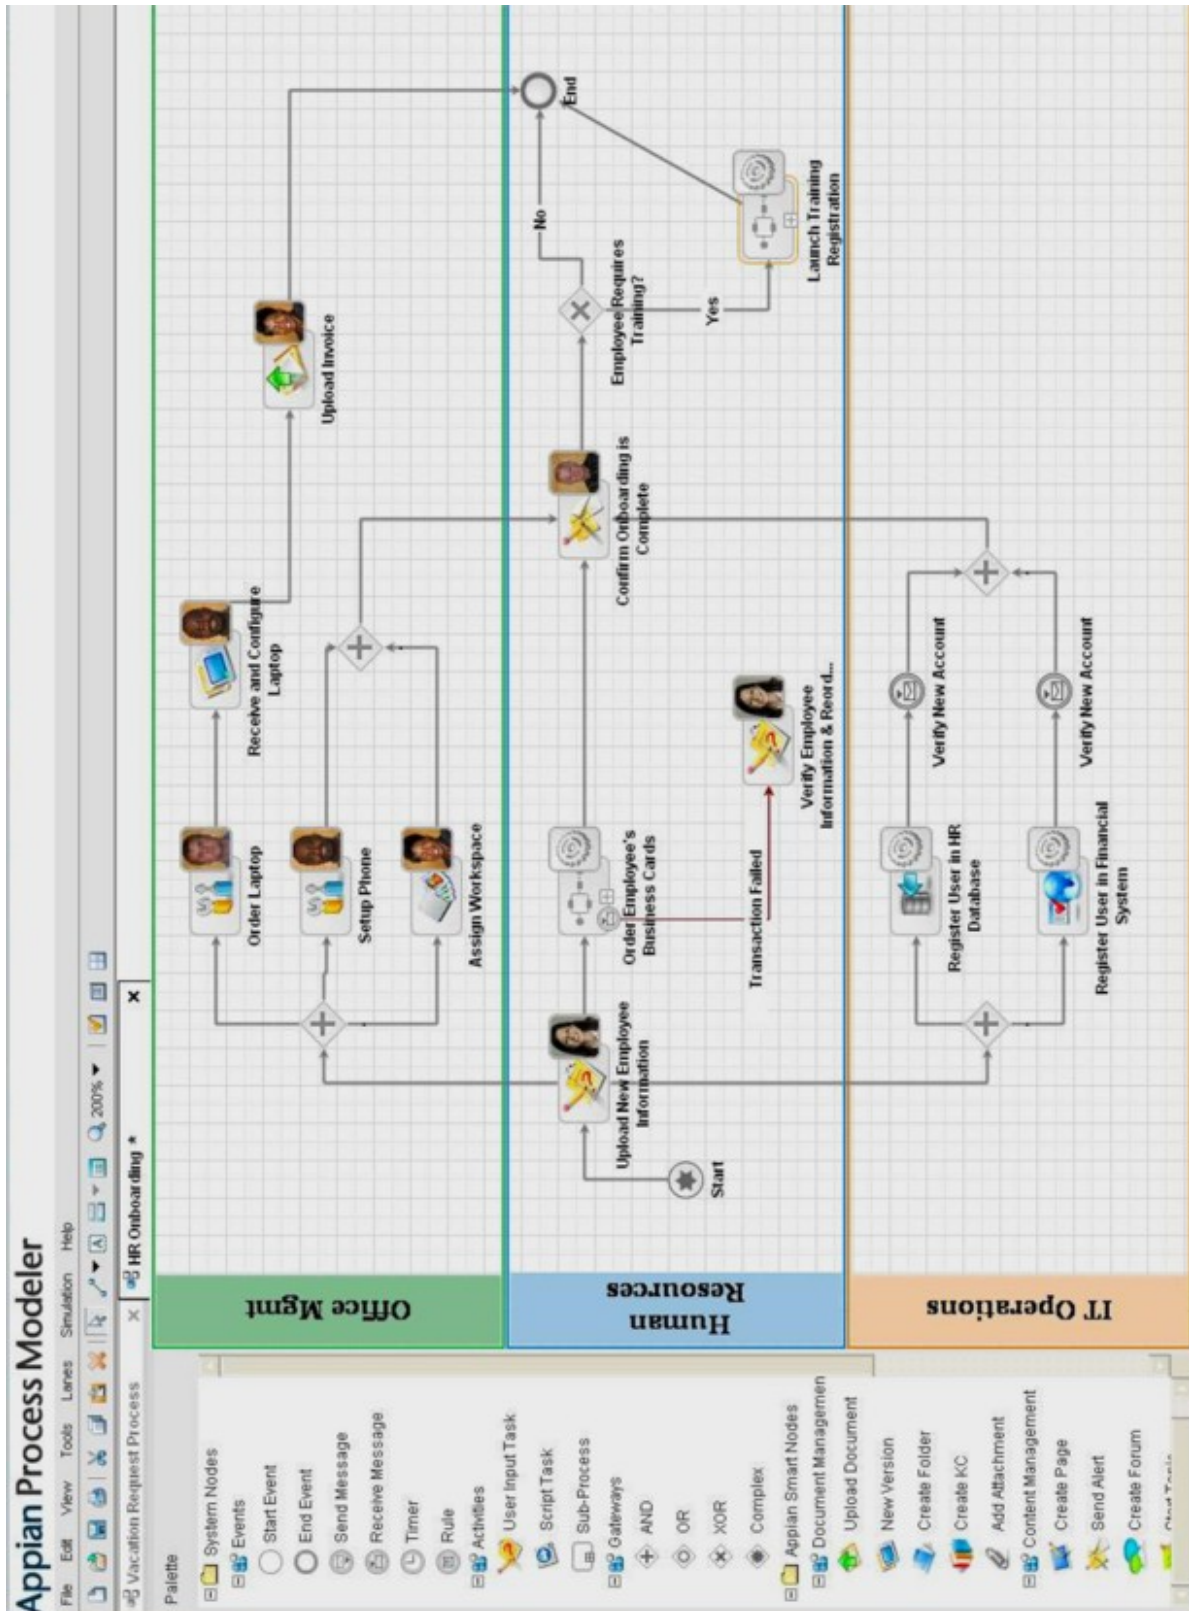 Appian Process Modeler
File Edit View Tools Lanes Simulation Help
200%
Vacation Request Process
HR Onboarding *
Palette
System Nodes
Events
Start Event
End Event
Send Message
Receive Message
Timer
Rule
Activities
User Input Task
Script Task
Sub-Process
Gateways
AND
OR
XOR
Complex
Appian Smart Nodes
Document Managemen
Upload Document
New Version
Create Folder
Create KC
Add Attachment
Content Management
Create Page
Send Alert
Create Forum
Office Mgmt
Order Laptop
Receive and Configure
Laptop
Upload Invoice
Setup Phone
Assign Workspace
Human
Resources
Start
Upload New Employee
Information
Order Employee's
Business Cards
Transaction Failed
Verify Employee
Information & Reord...
Confirm Onboarding is
Complete
Employee Requires
Training?
No
Yes
Launch Training
Registration
End
IT Operations
Register User in HR
Database
Verify New Account
Register User in Financial
System
Verify New Account